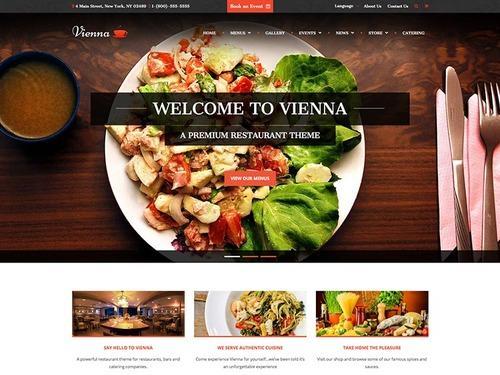 4 Main Street, New York, NY 02489 1-(800)-555-5555
Book an Event
Language About Us Contact Us
Vienna
HOME MENUS GALLERY EVENTS NEWS STORE CATERING
WELCOME TO VIENNA
A PREMIUM RESTAURANT THEME
VIEW OUR MENUS
SAY HELLO TO VIENNA
A powerful restaurant theme for restaurants, bars and
catering companies.
WE SERVE AUTHENTIC CUISINE
Come experience Vienna for yourself...we've been told it's
an unforgettable experience
TAKE HOME THE PLEASURE
Visit our shop and browse some of our famous spices and
sauces.